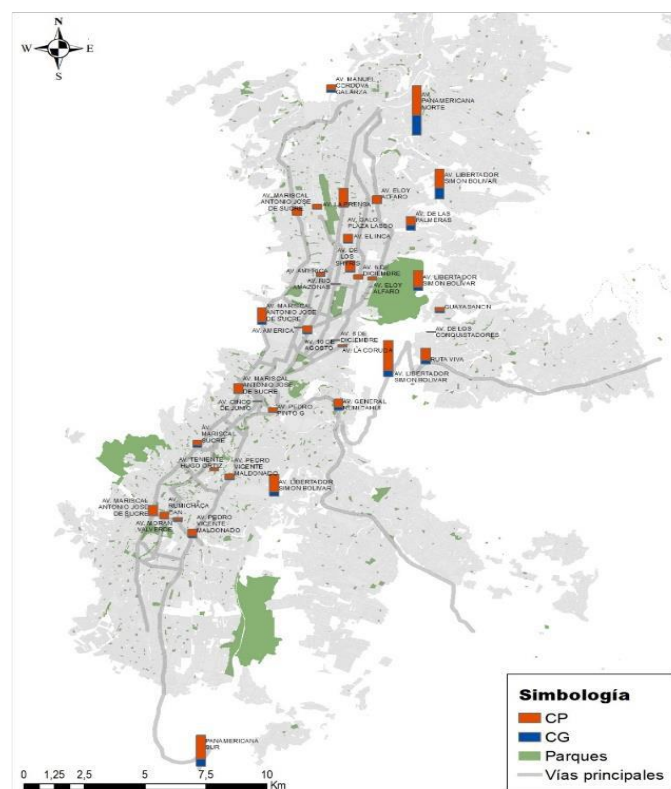 N
W E
S
AV. MANUEL
CORDOVA
GALARZA
AV.
PANAMERICANA
NORTE
AV. LIBERTADOR
SIMON BOLIVAR
AV. MARISCAL
ANTONIO JOSE
DE SUCRE
AV. LA PRENSA
AV. ELOY
ALFARO
AV. DE LAS
PALMERAS
AV. GALO
PLAZA LASSO
AV. EL INCA
AV. DE
LOS
SHYRIS
AV. AMERICA
AV. RIO
AMAZONAS
AV. 6 DE
DICIEMBRE
AV. ELOY
ALFARO
AV. LIBERTADOR
SIMON BOLIVAR
GUAYASAMIN
AV. MARISCAL
ANTONIO JOSE
DE SUCRE
AV. AMERICA
AV. 10 DE
AGOSTO
AV. 6 DE
DICIEMBRE
AV. LA CORUÑA
AV. DE LOS
CONQUISTADORES
RUTA VIVA
AV. LIBERTADOR
SIMON BOLIVAR
AV. MARISCAL
ANTONIO JOSE
DE SUCRE
AV. CINCO
DE JUNIO
AV. PEDRO
PINTO G
AV. GENERAL
RUMIÑAHUI
AV.
MARISCAL
SUCRE
AV. TENIENTE
HUGO ORTIZ
AV. PEDRO
VICENTE
MALDONADO
AV. LIBERTADOR
SIMON BOLIVAR
AV. MARISCAL
ANTONIO JOSE
DE SUCRE
AV.
RUMICHACA
ÑAN
AV. MORAN
VALVERDE
AV. PEDRO
VICENTE
MALDONADO
PANAMERICANA
SUR
Simbología
CP
CG
Parques
Vías principales
0 1,25 2,5 5 7,5 10
Km